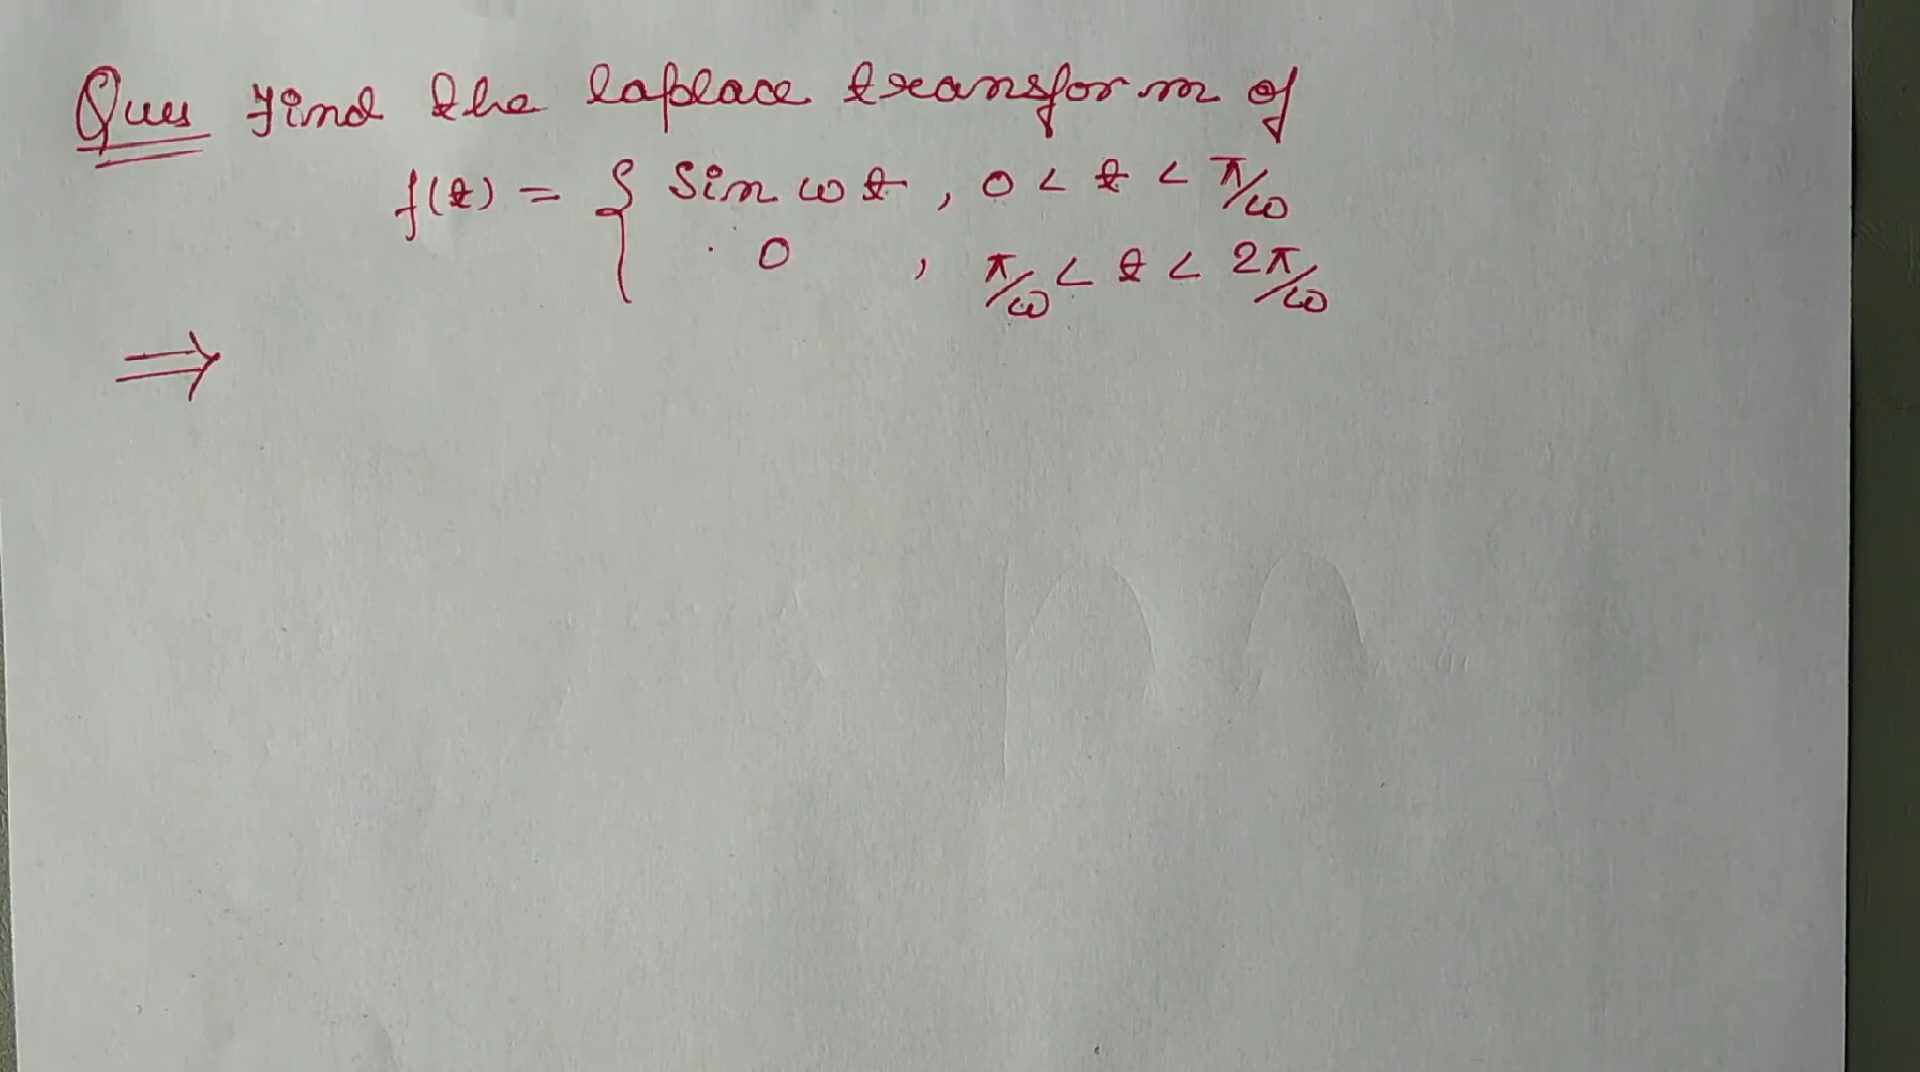 Ques Find the laplace transform of
f(t) = { sin ωt , 0 < t < π/ω
0 , π/ω < t < 2π/ω
⇒